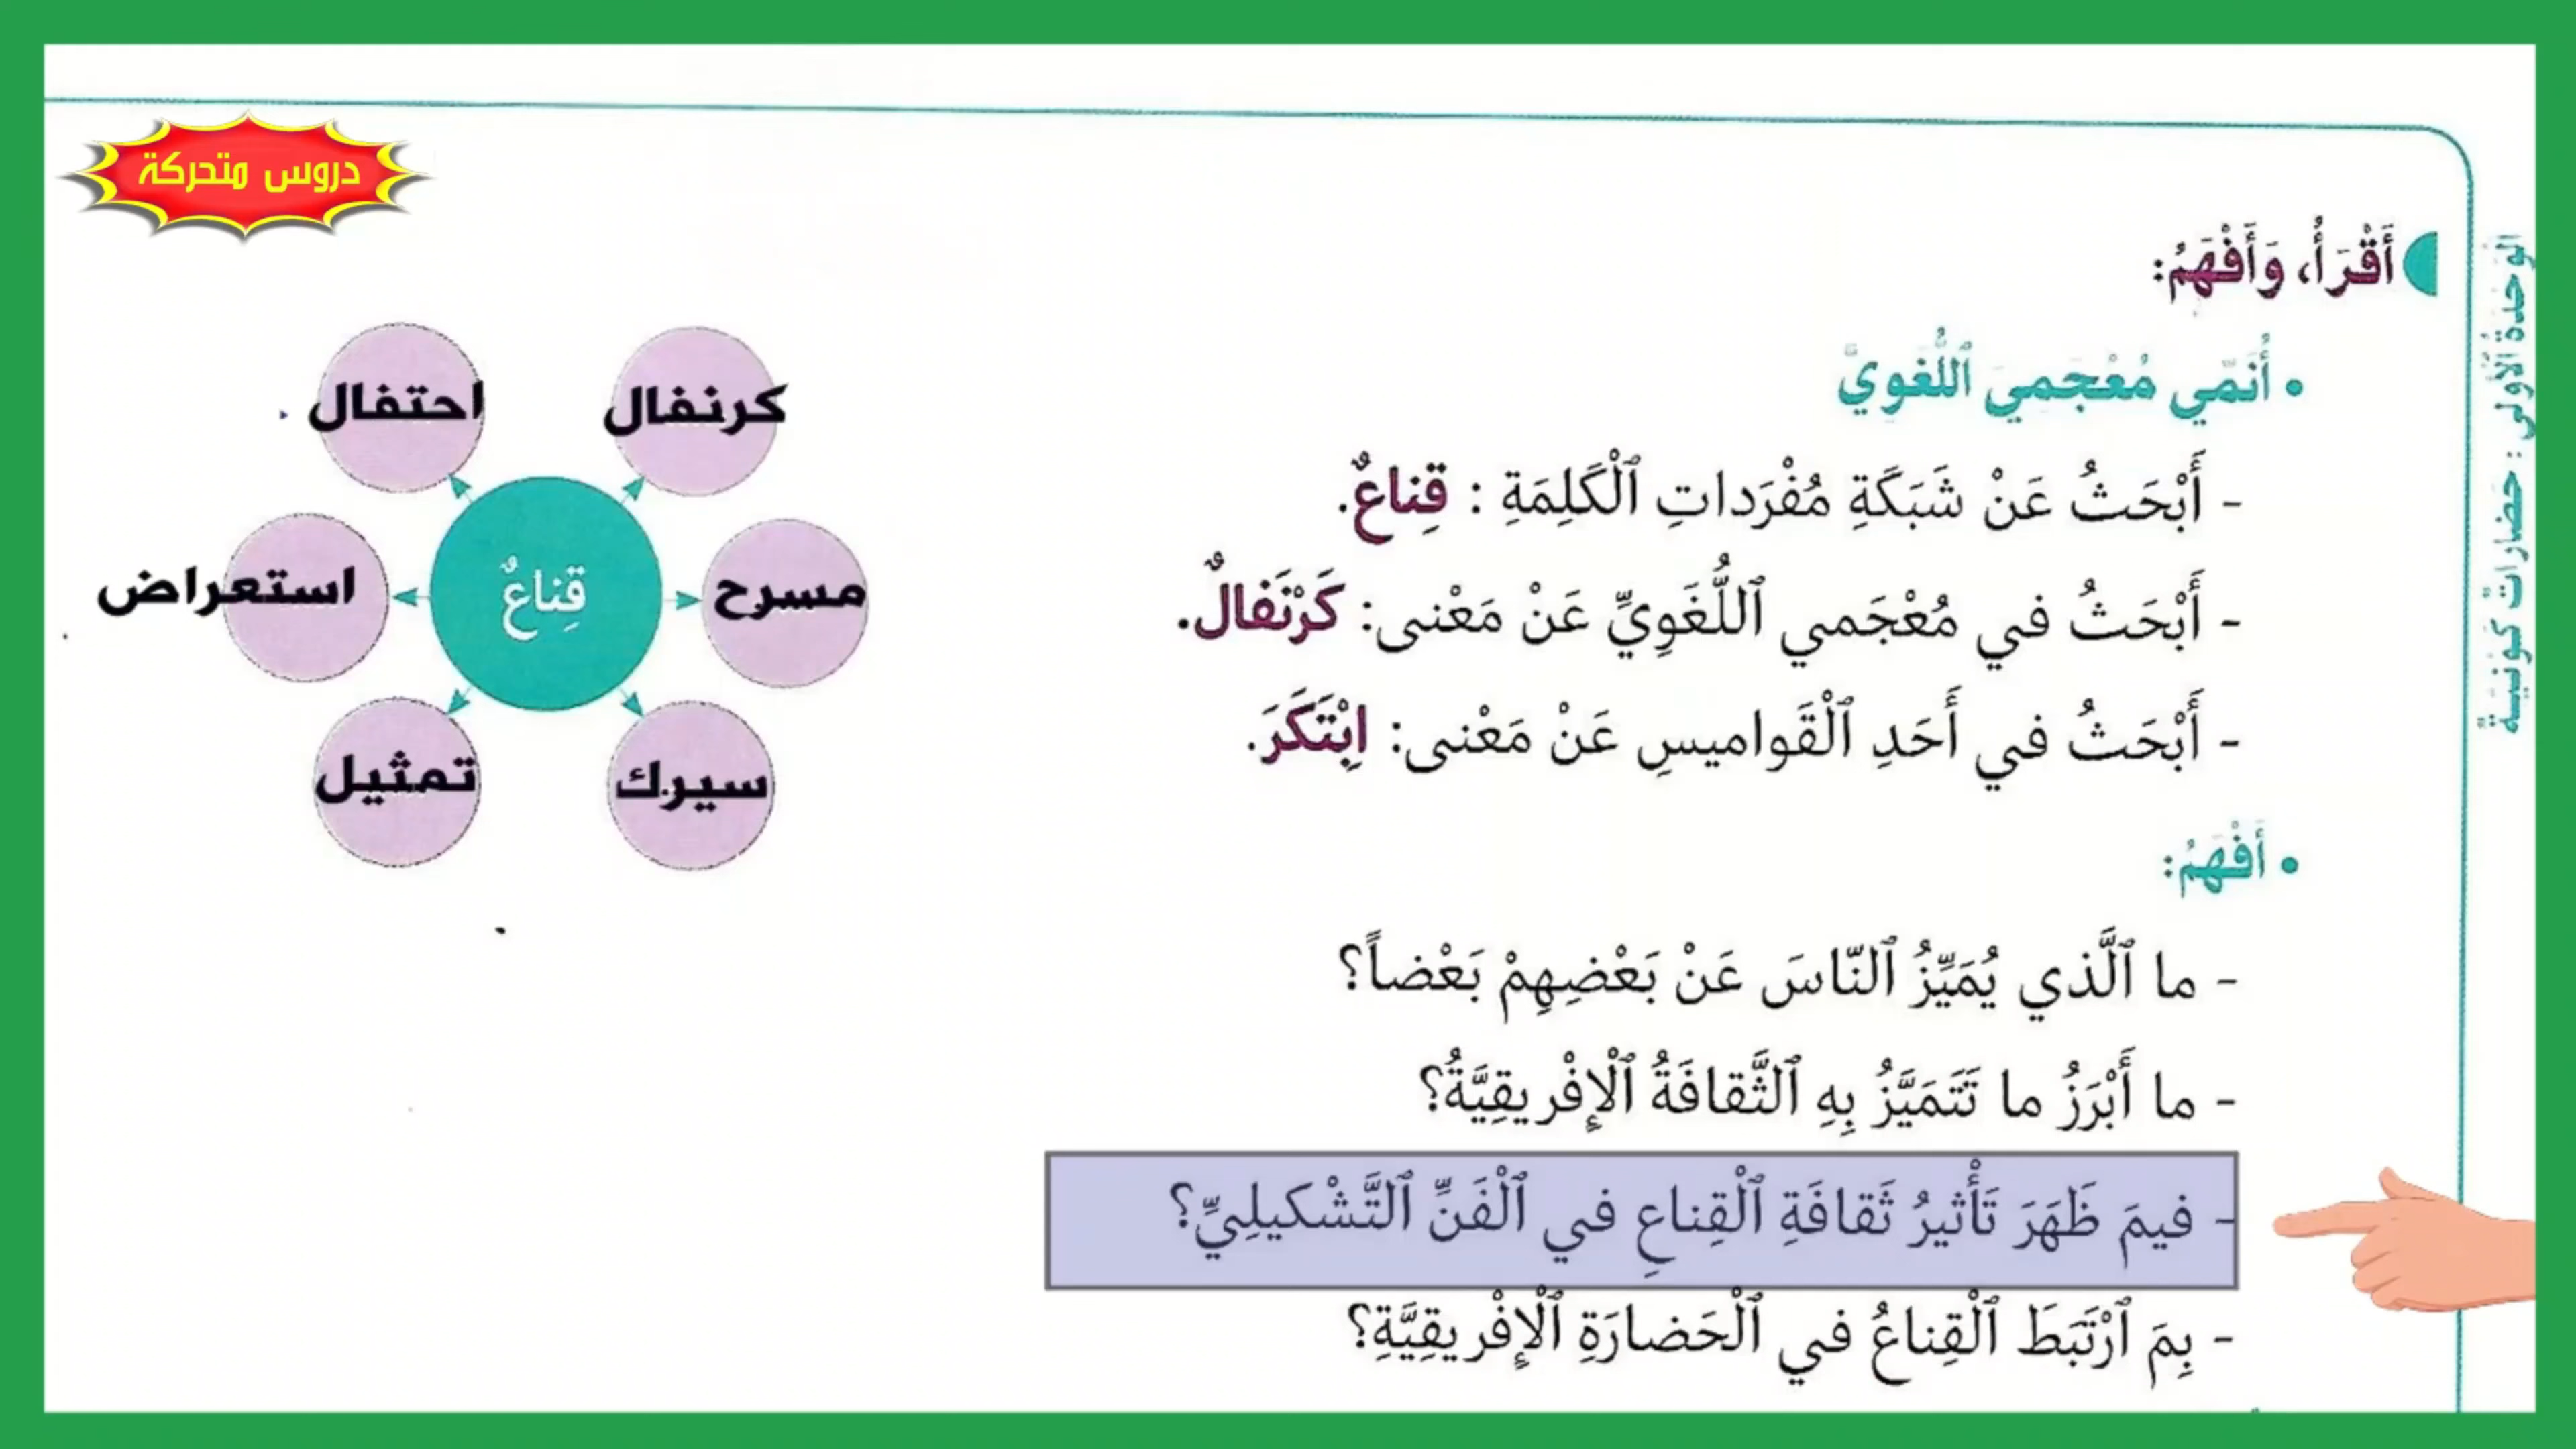 دروس متحركة
الوحدة الأولى : حضارات كونية
أَقْرَأُ، وَأَفْهَمُ:
• أُنَمّي مُعْجَمي ٱللُّغَوِيَّ
- أَبْحَثُ عَنْ شَبَكَةِ مُفْرَداتِ ٱلْكَلِمَةِ : قِناعٌ.
- أَبْحَثُ في مُعْجَمي ٱللُّغَوِيِّ عَنْ مَعْنى: كَرْنَفالٌ.
- أَبْحَثُ في أَحَدِ ٱلْقَواميسِ عَنْ مَعْنى: اِبْتَكَرَ.
كرنفال
احتفال
مسرح
قِناعٌ
استعراض
سيرك
تمثيل
• أَفْهَمُ:
- ما ٱلَّذي يُمَيِّزُ ٱلنّاسَ عَنْ بَعْضِهِمْ بَعْضاً؟
- ما أَبْرَزُ ما تَتَمَيَّزُ بِهِ ٱلثَّقافَةُ ٱلْإِفْريقِيَّةُ؟
- فيمَ ظَهَرَ تَأْثيرُ ثَقافَةِ ٱلْقِناعِ في ٱلْفَنِّ ٱلتَّشْكيلِيِّ؟
- بِمَ ٱرْتَبَطَ ٱلْقِناعُ في ٱلْحَضارَةِ ٱلْإِفْريقِيَّةِ؟